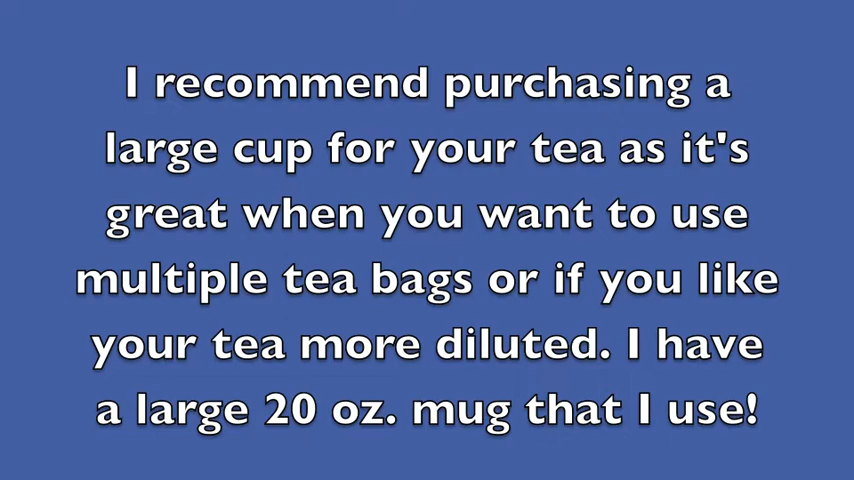 I recommend purchasing a
large cup for your tea as it's
great when you want to use
multiple tea bags or if you like
your tea more diluted. I have
a large 20 oz. mug that I use!